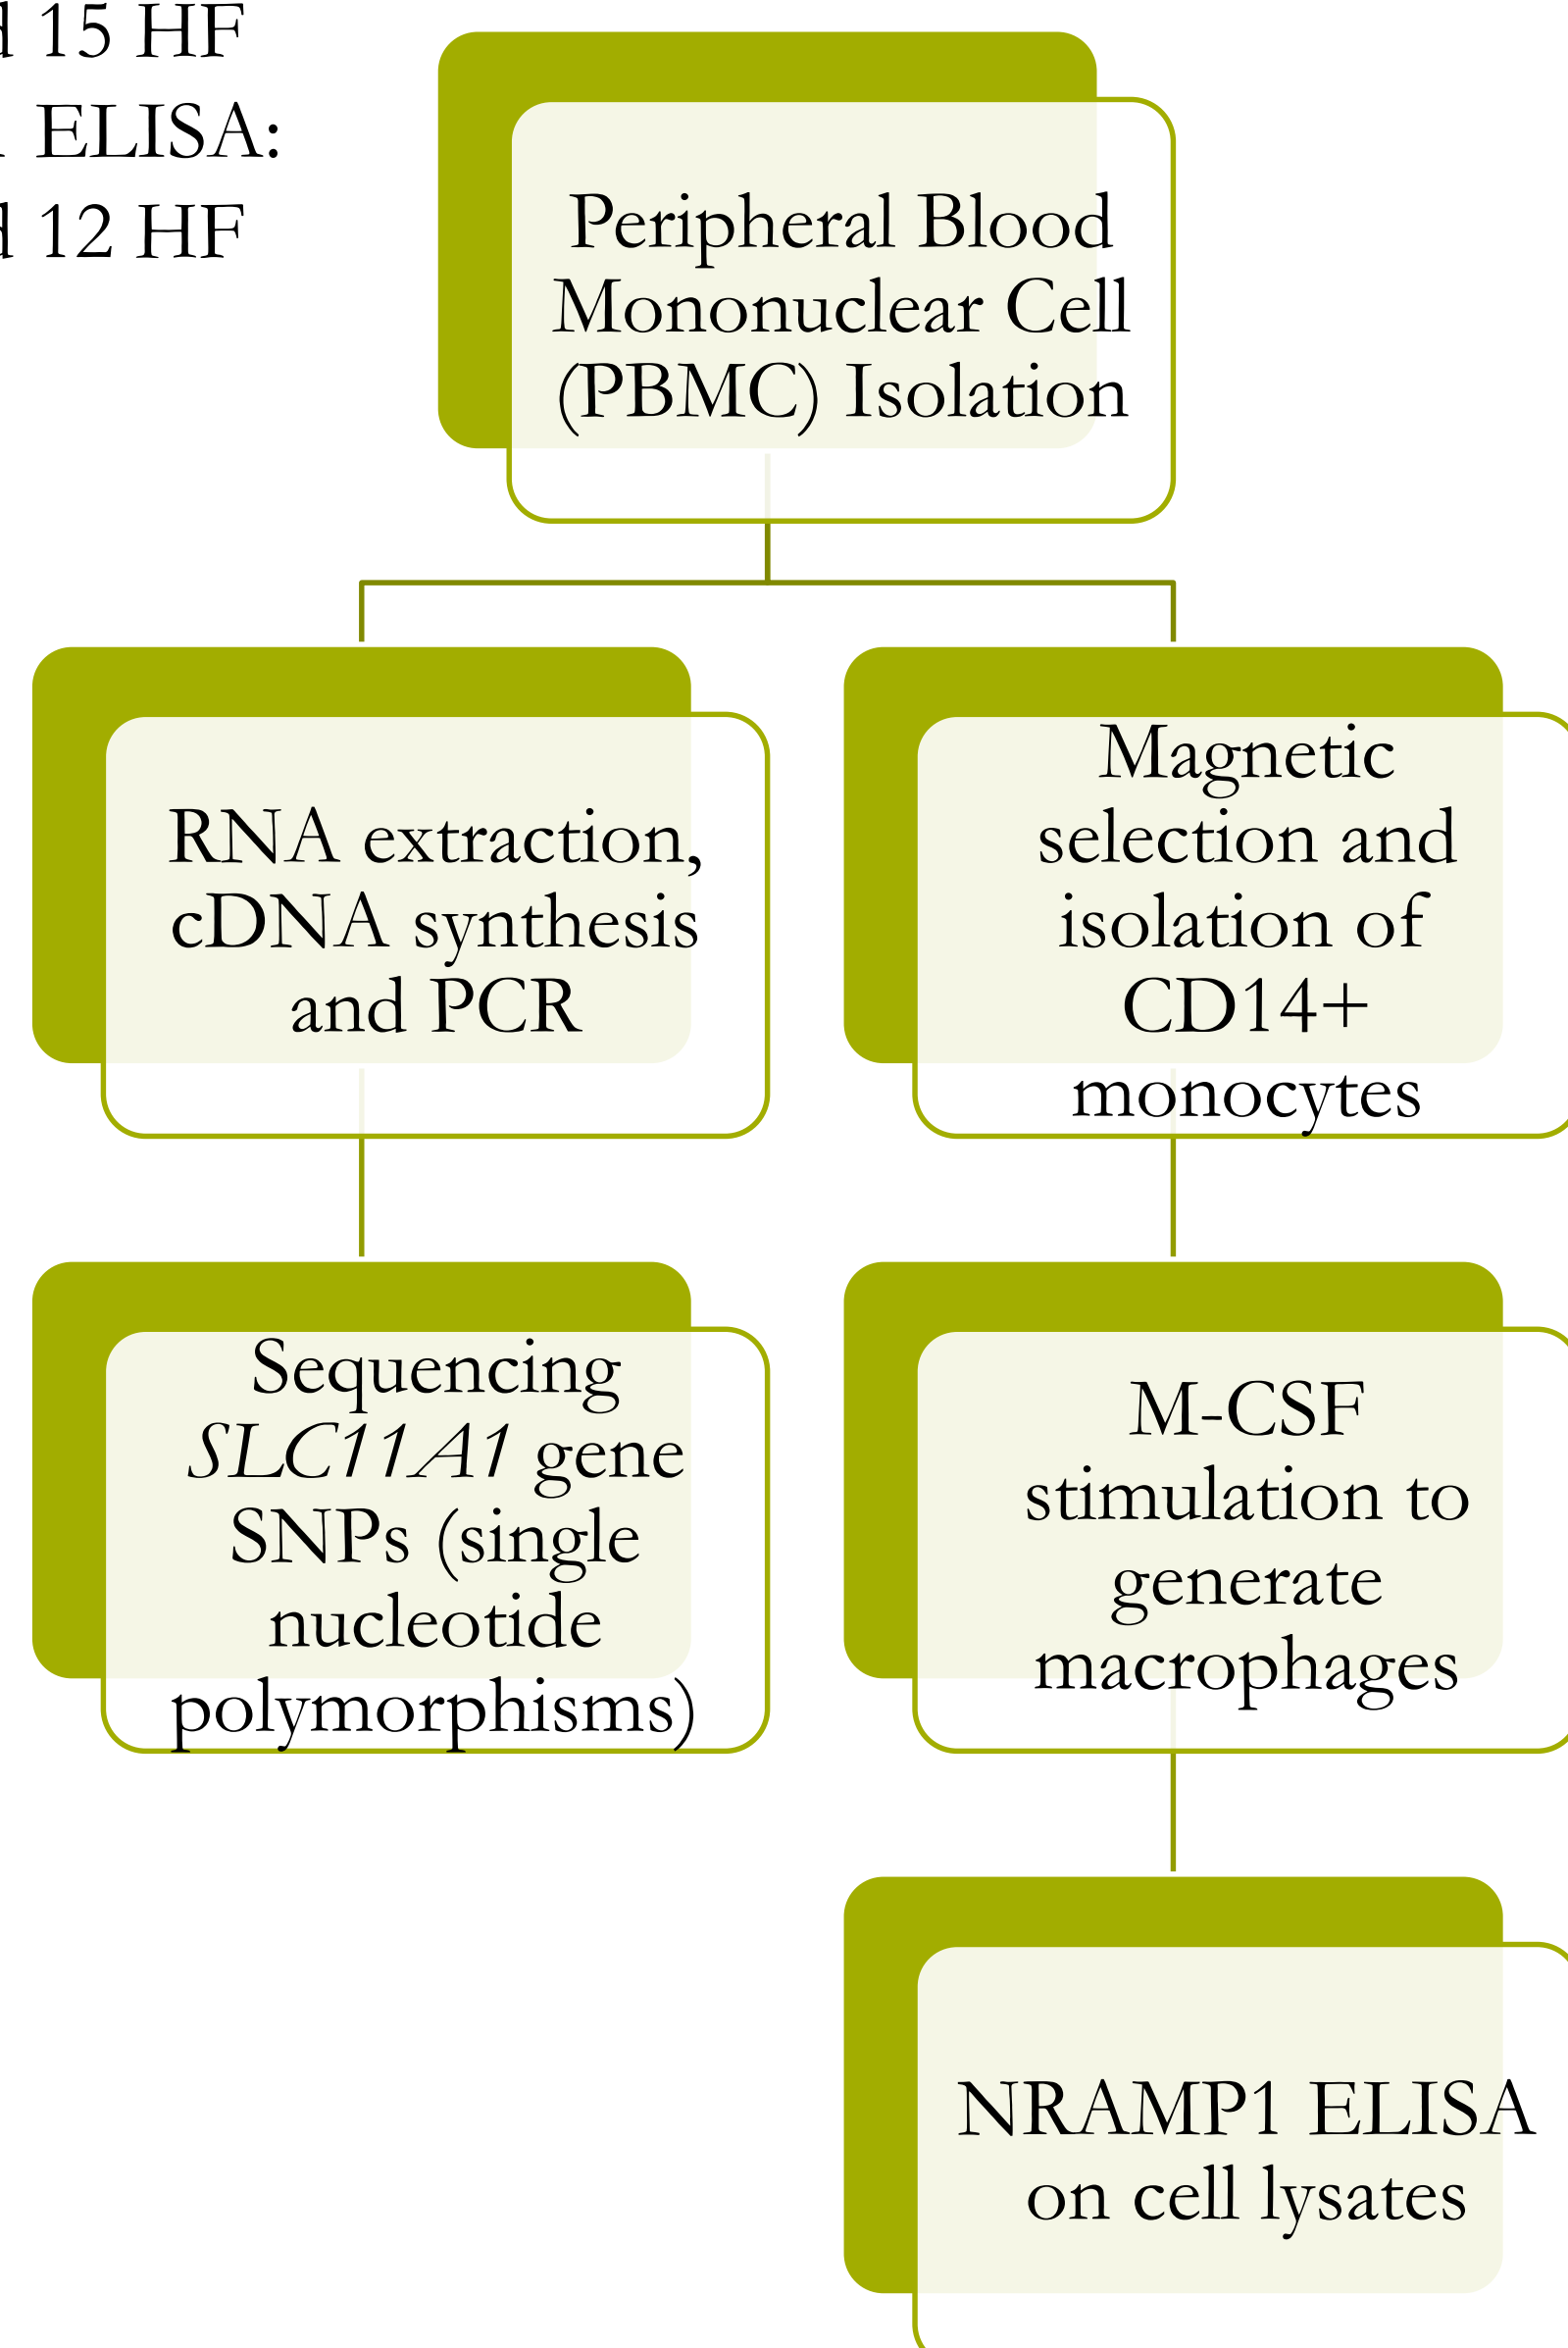 15 HF
ELISA:
12 HF
Peripheral Blood
Mononuclear Cell
(PBMC) Isolation
RNA extraction,
cDNA synthesis
and PCR
Magnetic
selection and
isolation of
CD14+
monocytes
Sequencing
SLC11A1 gene
SNPs (single
nucleotide
polymorphisms)
M-CSF
stimulation to
generate
macrophages
NRAMP1 ELISA
on cell lysates